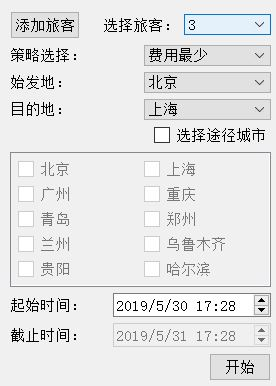 添加旅客 选择旅客： 3
策略选择： 费用最少
始发地： 北京
目的地： 上海
选择途径城市
北京 上海
广州 重庆
青岛 郑州
兰州 乌鲁木齐
贵阳 哈尔滨
起始时间： 2019/5/30 17:28
截止时间： 2019/5/31 17:28
开始